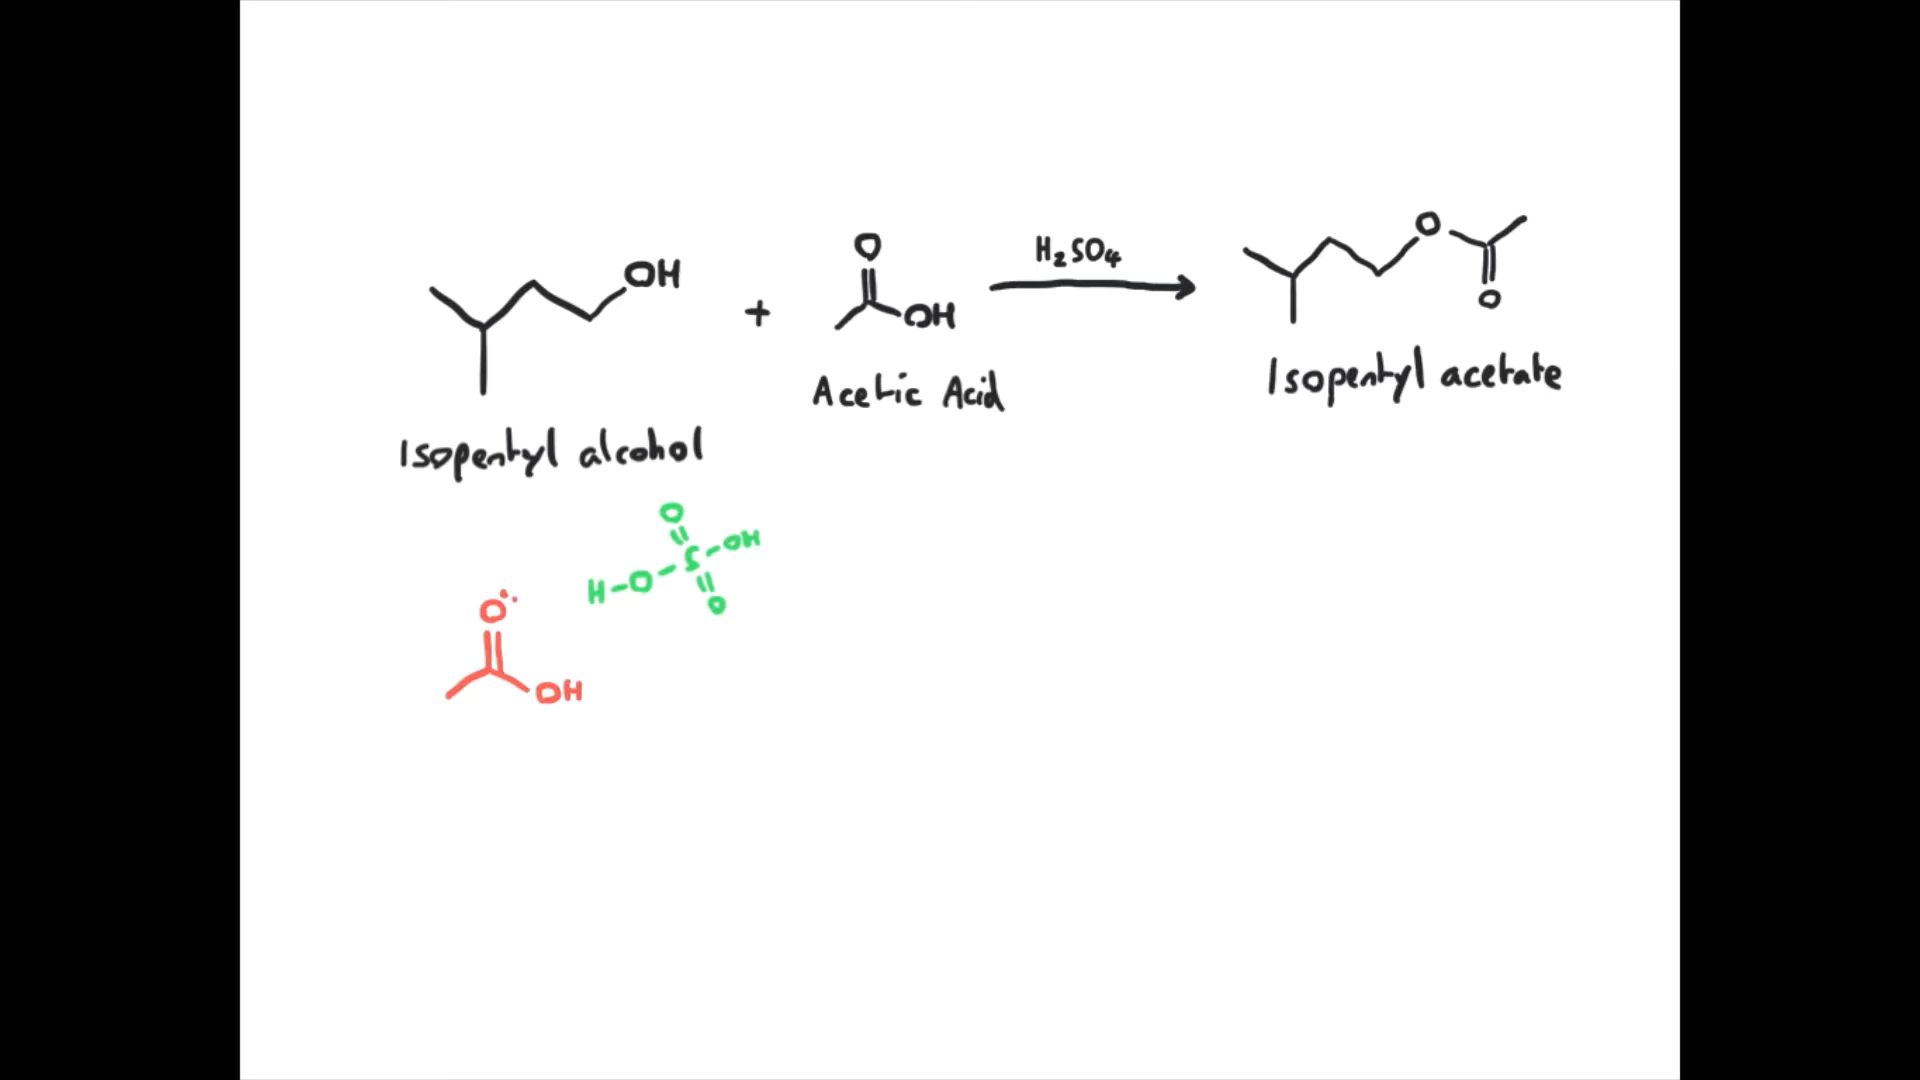 OH + O OH H₂SO₄ O O
Isopentyl alcohol
Acetic Acid
Isopentyl acetate
O
S OH
H-O
O
O
OH